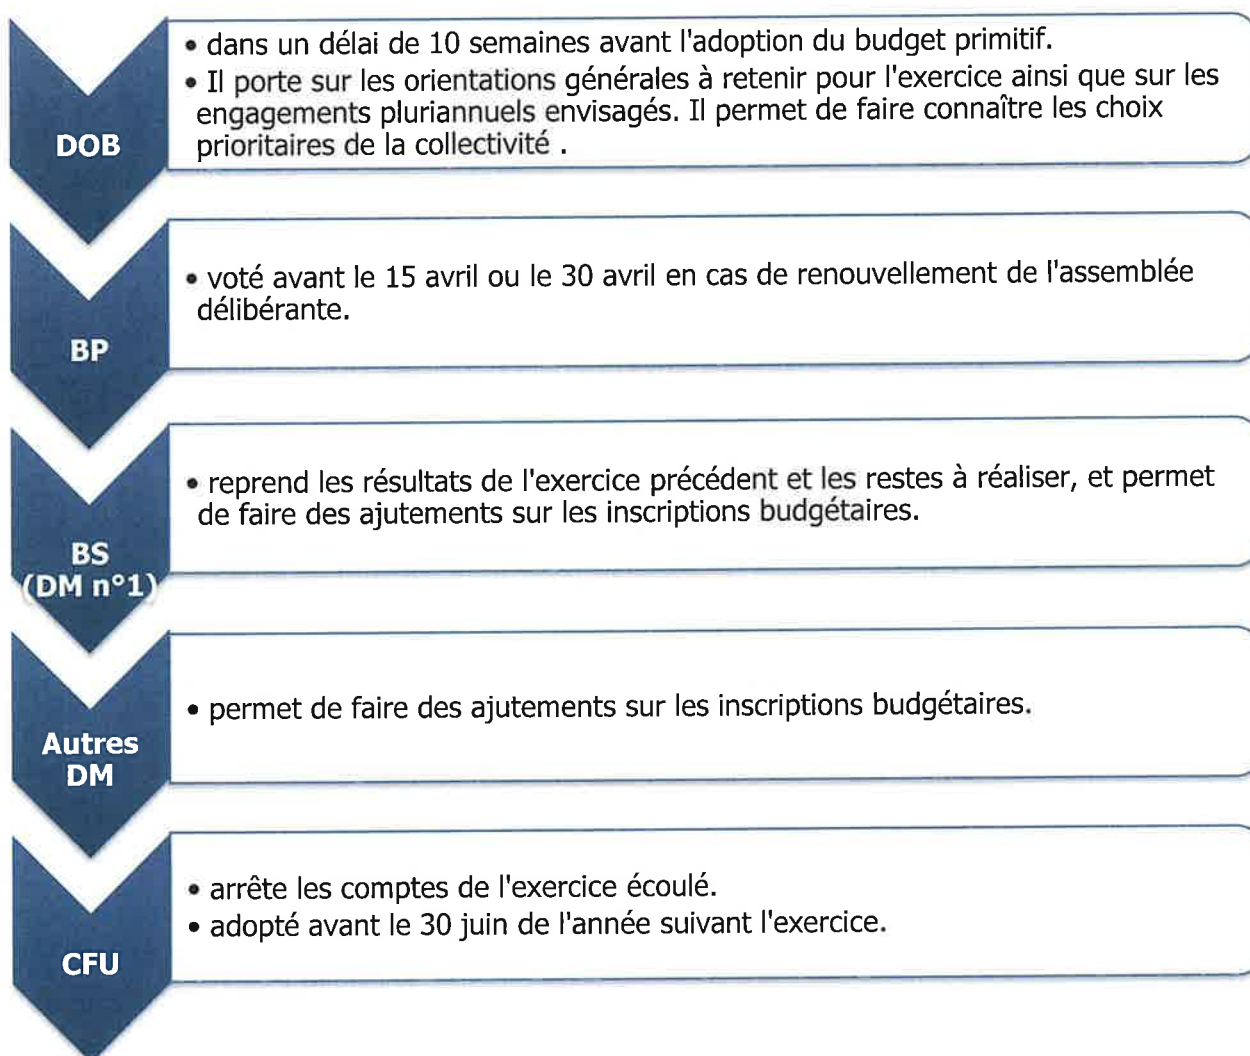 DOB
• dans un délai de 10 semaines avant l'adoption du budget primitif.
• Il porte sur les orientations générales à retenir pour l'exercice ainsi que sur les
engagements pluriannuels envisagés. Il permet de faire connaître les choix
prioritaires de la collectivité .
BP
• voté avant le 15 avril ou le 30 avril en cas de renouvellement de l'assemblée
délibérante.
BS
(DM n°1)
• reprend les résultats de l'exercice précédent et les restes à réaliser, et permet
de faire des ajutements sur les inscriptions budgétaires.
Autres
DM
• permet de faire des ajutements sur les inscriptions budgétaires.
CFU
• arrête les comptes de l'exercice écoulé.
• adopté avant le 30 juin de l'année suivant l'exercice.